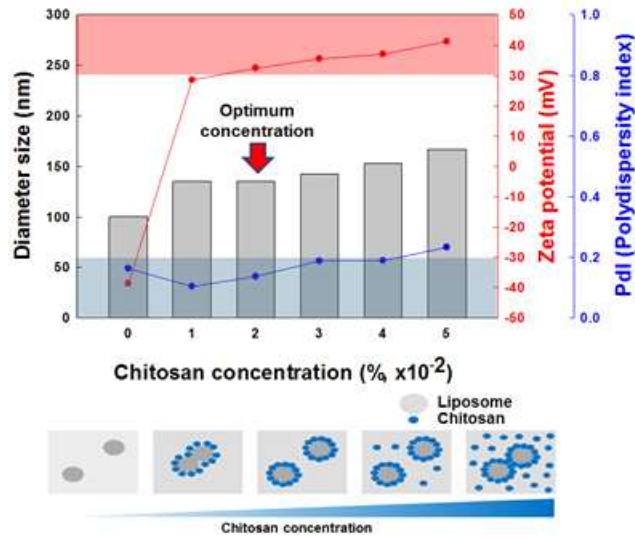 Diameter size (nm)
300
250
200
150
100
50
0
Optimum
concentration
50
40
30
20
10
0
-10
-20
-30
-40
-50
Zeta potential (mV)
1.0
0.8
0.6
0.4
0.2
0.0
PdI (Polydispersity index)
0 1 2 3 4 5
Chitosan concentration (%, x10-2)
Liposome
Chitosan
Chitosan concentration